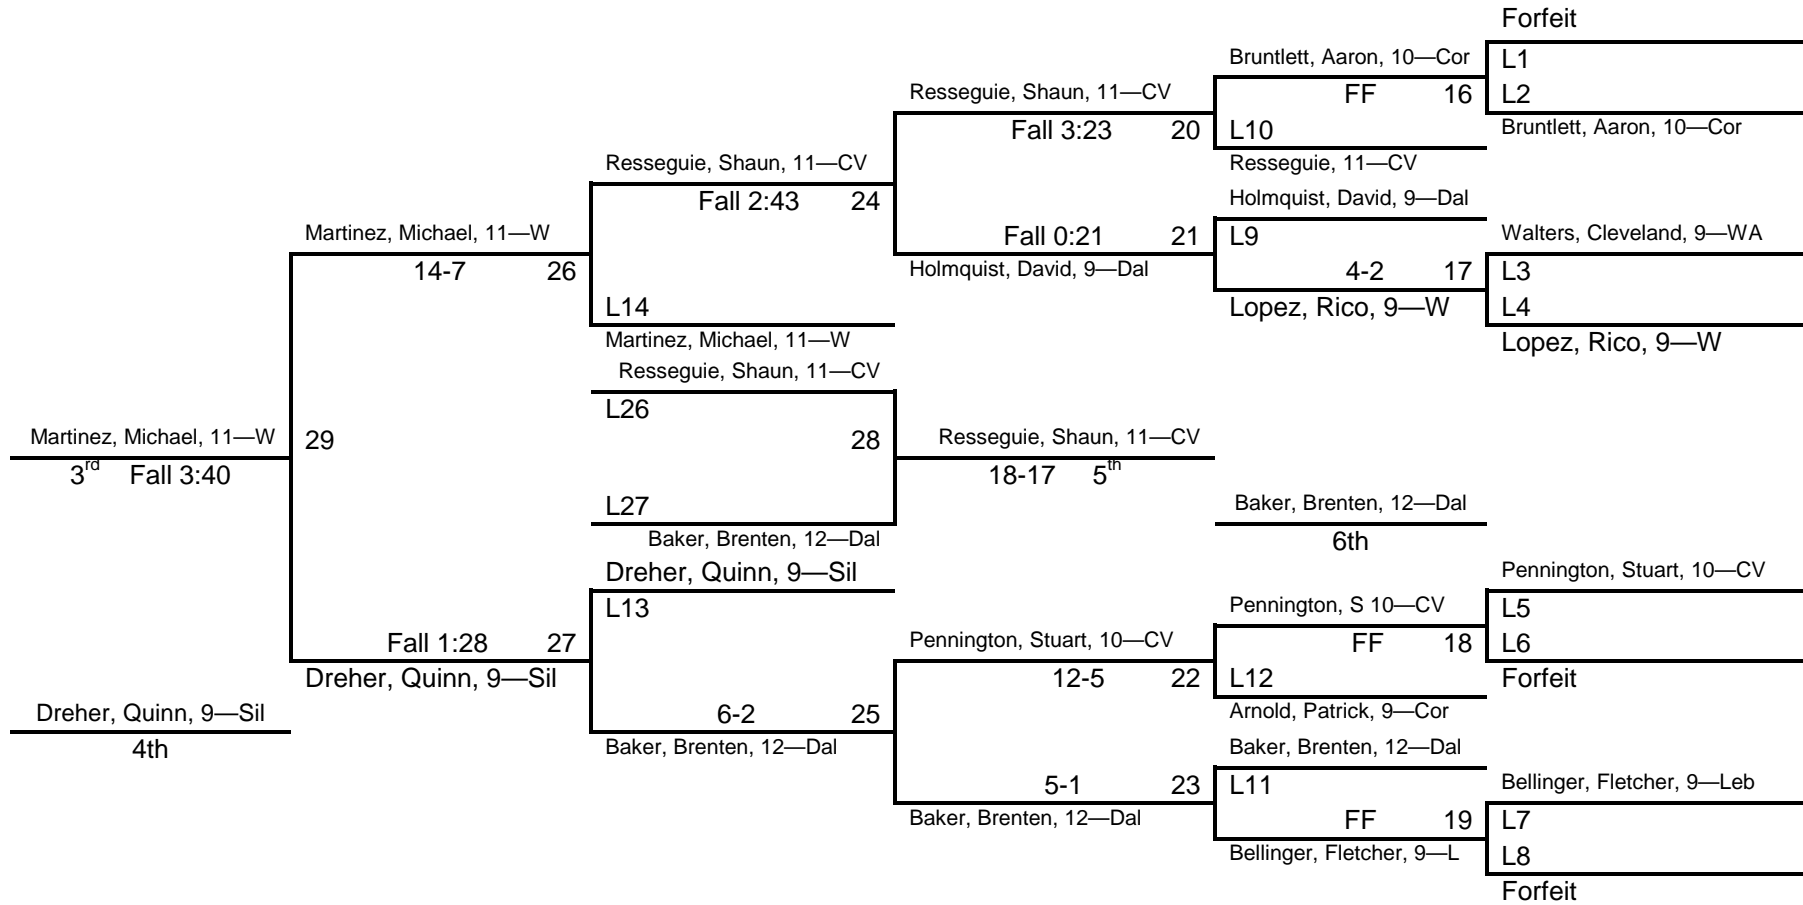 Forfeit
Bruntlett, Aaron, 10—Cor
L1
Resseguie, Shaun, 11—CV
FF 16
L2
Fall 3:23 20
L10
Bruntlett, Aaron, 10—Cor
Resseguie, Shaun, 11—CV
Resseguie, 11—CV
Fall 2:43 24
Holmquist, David, 9—Dal
Martinez, Michael, 11—W
Fall 0:21 21
L9
Walters, Cleveland, 9—WA
14-7 26
Holmquist, David, 9—Dal
4-2 17
L3
L14
Lopez, Rico, 9—W
L4
Martinez, Michael, 11—W
Lopez, Rico, 9—W
Resseguie, Shaun, 11—CV
L26
Martinez, Michael, 11—W
29
28
Resseguie, Shaun, 11—CV
3rd Fall 3:40
18-17 5th
L27
Baker, Brenten, 12—Dal
Baker, Brenten, 12—Dal
6th
Dreher, Quinn, 9—Sil
Pennington, Stuart, 10—CV
L13
Pennington, S 10—CV
L5
Fall 1:28 27
Pennington, Stuart, 10—CV
FF 18
L6
Dreher, Quinn, 9—Sil
12-5 22
L12
Forfeit
Dreher, Quinn, 9—Sil
6-2 25
Arnold, Patrick, 9—Cor
4th
Baker, Brenten, 12—Dal
Baker, Brenten, 12—Dal
5-1 23
L11
Bellinger, Fletcher, 9—Leb
Baker, Brenten, 12—Dal
FF 19
L7
Bellinger, Fletcher, 9—L
L8
Forfeit